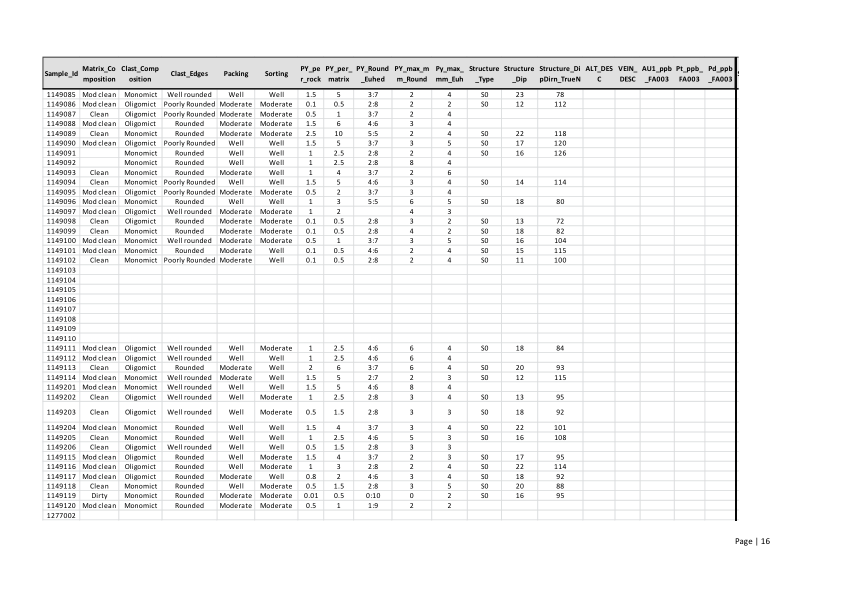 Sample_Id Matrix_Composition Clast_Composition Clast_Edges Packing Sorting PY_per_rock PY_per_matrix PY_Round_Euhed PY_max_mm_Round Py_max_mm_Euh Structure_Type Structure_Dip Structure_DipDirn_TrueN ALT_DESC VEIN_DESC AU1_ppb_FA003 Pt_ppb_FA003 Pd_ppb_FA003
1149085 Mod clean Monomict Well rounded Well Well 1.5 5 3:7 2 4 S0 23 78
1149086 Mod clean Oligomict Poorly Rounded Moderate Moderate 0.1 0.5 2:8 2 2 S0 12 112
1149087 Clean Oligomict Poorly Rounded Moderate Moderate 0.5 1 3:7 2 4
1149088 Mod clean Oligomict Rounded Moderate Moderate 1.5 6 4:6 3 4
1149089 Clean Monomict Rounded Moderate Moderate 2.5 10 5:5 2 4 S0 22 118
1149090 Mod clean Oligomict Poorly Rounded Well Well 1.5 5 3:7 3 5 S0 17 120
1149091 Monomict Rounded Well Well 1 2.5 2:8 2 4 S0 16 126
1149092 Monomict Rounded Well Well 1 2.5 2:8 8 4
1149093 Clean Monomict Rounded Moderate Well 1 4 3:7 2 6
1149094 Clean Monomict Poorly Rounded Well Well 1.5 5 4:6 3 4 S0 14 114
1149095 Mod clean Oligomict Poorly Rounded Moderate Moderate 0.5 2 3:7 3 4
1149096 Mod clean Monomict Rounded Moderate Well 1 3 5:5 6 5 S0 18 80
1149097 Mod clean Oligomict Well rounded Moderate Moderate 1 2 4 3
1149098 Clean Oligomict Rounded Moderate Moderate 0.1 0.5 2:8 3 2 S0 13 72
1149099 Clean Monomict Rounded Moderate Moderate 0.1 0.5 2:8 4 2 S0 18 82
1149100 Mod clean Monomict Well rounded Moderate Moderate 0.5 1 3:7 3 5 S0 16 104
1149101 Mod clean Monomict Rounded Moderate Well 0.1 0.5 4:6 2 4 S0 15 115
1149102 Clean Monomict Poorly Rounded Moderate Well 0.1 0.5 2:8 2 4 S0 11 100
1149103
1149104
1149105
1149106
1149107
1149108
1149109
1149110
1149111 Mod clean Oligomict Well rounded Well Moderate 1 2.5 4:6 6 4 S0 18 84
1149112 Mod clean Oligomict Well rounded Well Well 1 2.5 4:6 6 4
1149113 Clean Oligomict Rounded Moderate Well 2 6 3:7 6 4 S0 20 93
1149114 Mod clean Monomict Well rounded Moderate Well 1.5 5 2:7 2 3 S0 12 115
1149201 Mod clean Monomict Well rounded Well Well 1.5 5 4:6 8 4
1149202 Clean Oligomict Well rounded Well Moderate 1 2.5 2:8 3 4 S0 13 95
1149203 Clean Oligomict Well rounded Well Moderate 0.5 1.5 2:8 3 3 S0 18 92
1149204 Mod clean Monomict Rounded Well Well 1.5 4 3:7 3 4 S0 22 101
1149205 Clean Monomict Rounded Well Well 1 2.5 4:6 5 3 S0 16 108
1149206 Clean Oligomict Well rounded Well Well 0.5 1.5 2:8 3 3
1149115 Mod clean Oligomict Rounded Well Moderate 1.5 4 3:7 2 3 S0 17 95
1149116 Mod clean Monomict Rounded Well Moderate 1 3 2:8 2 4 S0 22 114
1149117 Mod clean Oligomict Rounded Moderate Well 0.8 2 4:6 3 4 S0 18 92
1149118 Clean Monomict Rounded Well Moderate 0.5 1.5 2:8 3 5 S0 20 88
1149119 Dirty Monomict Rounded Moderate Moderate 0.01 0.5 0:10 0 2 S0 16 95
1149120 Mod clean Monomict Rounded Moderate Moderate 0.5 1 1:9 2 2
1277002
Page | 16